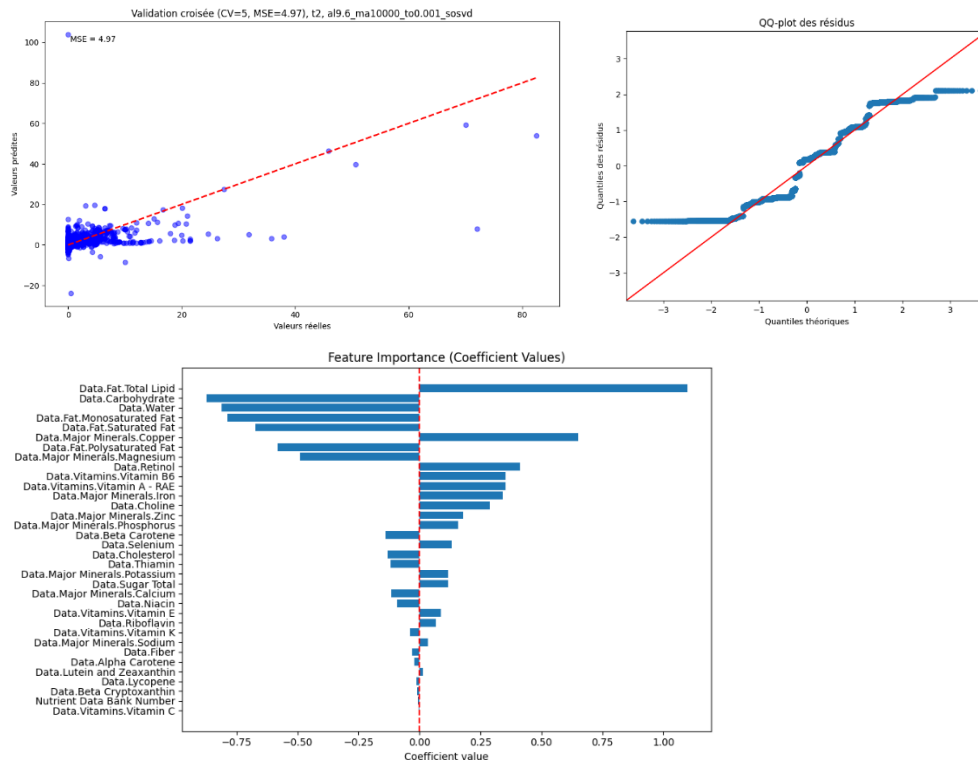 Validation croisée (CV=5, MSE=4.97), t2, al9.6_ma10000_to0.001_sosvd
MSE = 4.97
100
80
60
40
20
0
−20
Valeurs prédites
0
20
40
60
80
Valeurs réelles
QQ-plot des résidus
3
2
1
0
−1
−2
−3
Quantiles des résidus
−3
−2
−1
0
1
2
3
Quantiles théoriques
Feature Importance (Coefficient Values)
Data.Fat.Total Lipid
Data.Carbohydrate
Data.Water
Data.Fat.Monosaturated Fat
Data.Fat.Saturated Fat
Data.Major Minerals.Copper
Data.Fat.Polysaturated Fat
Data.Major Minerals.Magnesium
Data.Retinol
Data.Vitamins.Vitamin B6
Data.Vitamins.Vitamin A - RAE
Data.Major Minerals.Iron
Data.Choline
Data.Major Minerals.Zinc
Data.Major Minerals.Phosphorus
Data.Beta Carotene
Data.Selenium
Data.Cholesterol
Data.Thiamin
Data.Major Minerals.Potassium
Data.Sugar Total
Data.Major Minerals.Calcium
Data.Niacin
Data.Vitamins.Vitamin E
Data.Riboflavin
Data.Vitamins.Vitamin K
Data.Major Minerals.Sodium
Data.Fiber
Data.Alpha Carotene
Data.Lutein and Zeaxanthin
Data.Lycopene
Data.Beta Cryptoxanthin
Nutrient Data Bank Number
Data.Vitamins.Vitamin C
−0.75
−0.50
−0.25
0.00
0.25
0.50
0.75
1.00
Coefficient value